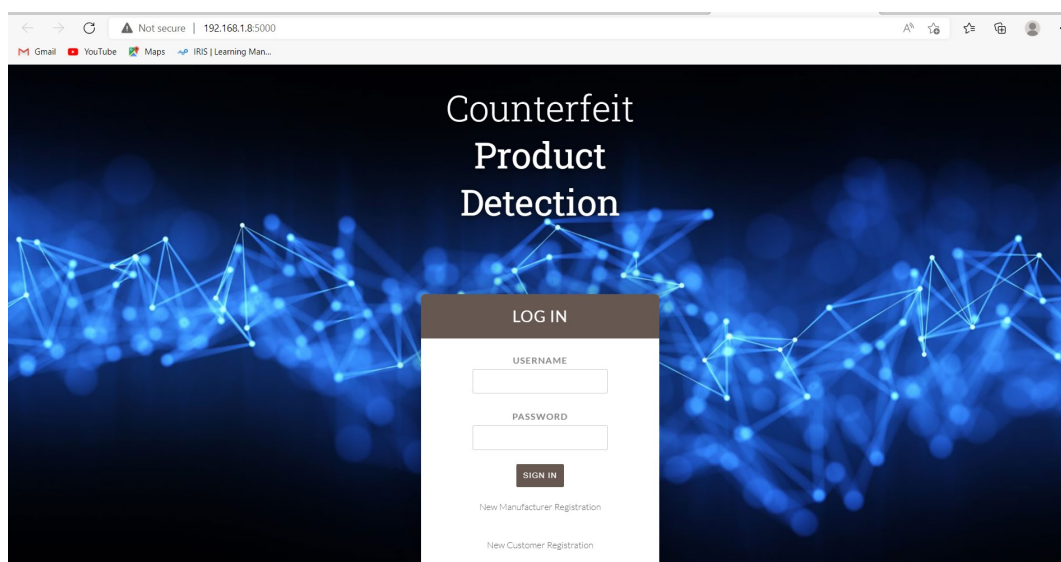 Not secure | 192.168.1.8:5000
Gmail YouTube Maps IRIS | Learning Man...
Counterfeit
Product
Detection
LOG IN
USERNAME
PASSWORD
SIGN IN
New Manufacturer Registration
New Customer Registration